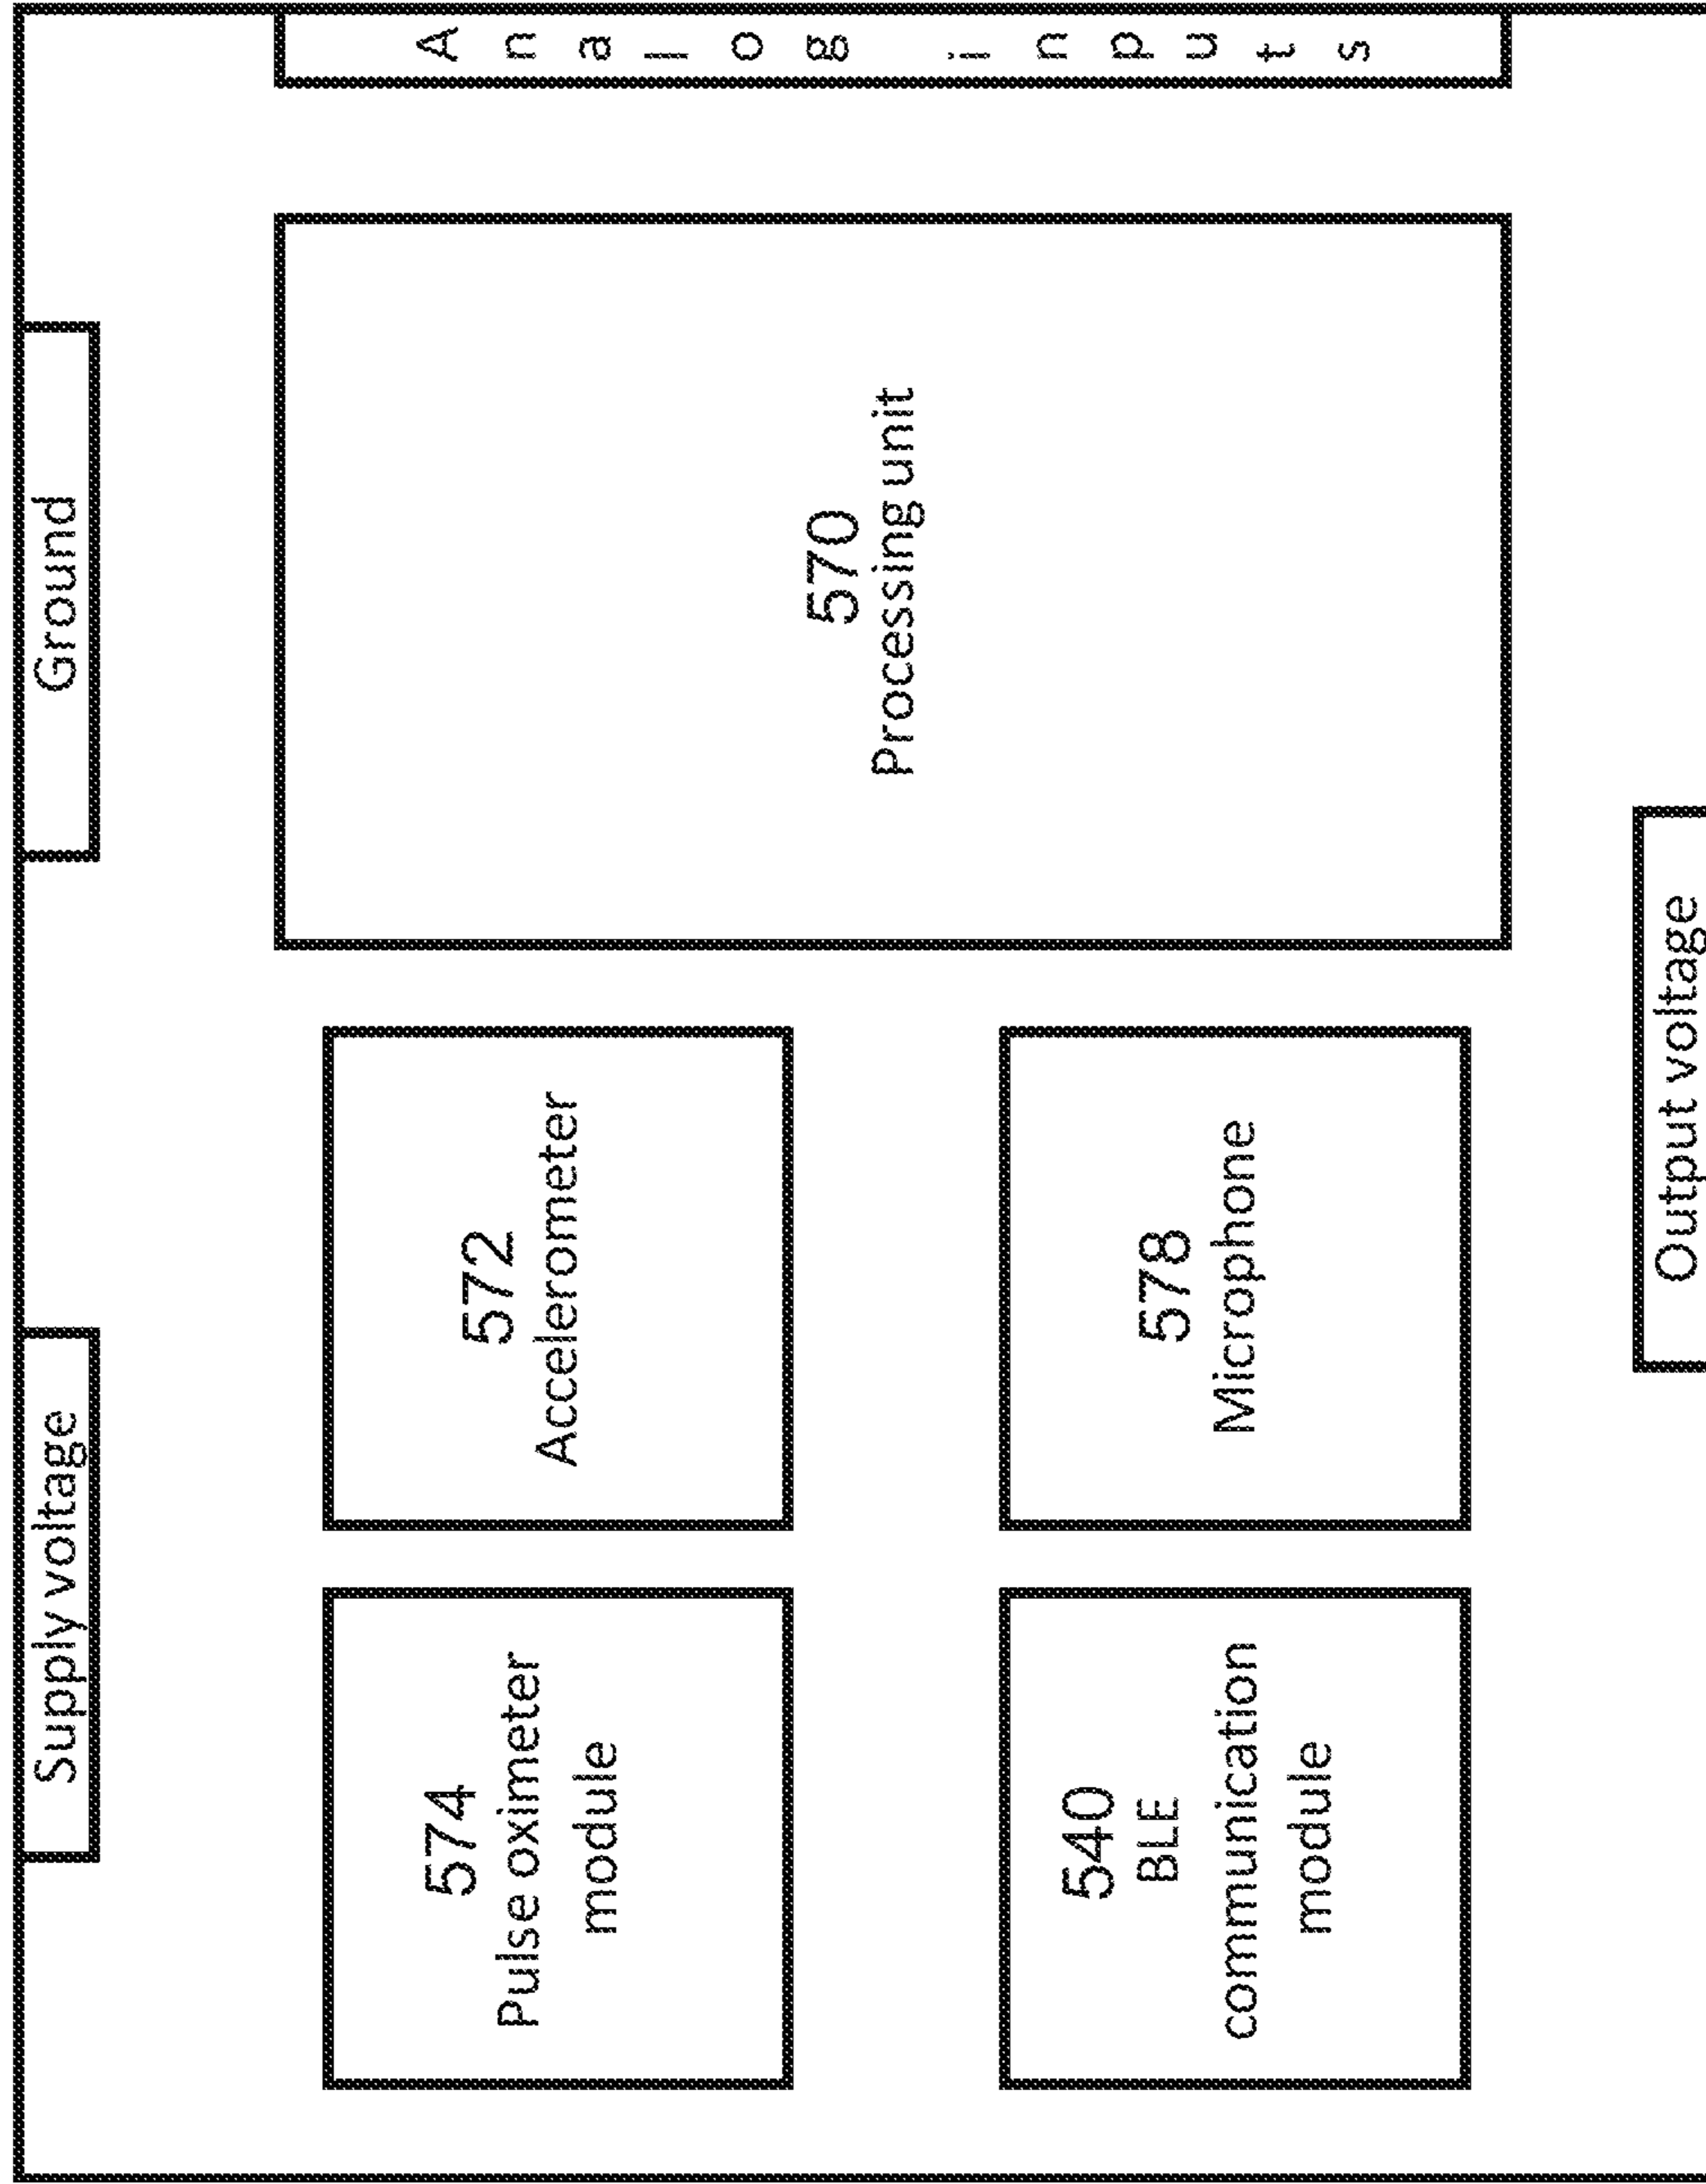 Supply voltage
Ground
574
Pulse oximeter
module
572
Accelerometer
570
Processing unit
Analog inputs
540
BLE
communication
module
578
Microphone
Output voltage